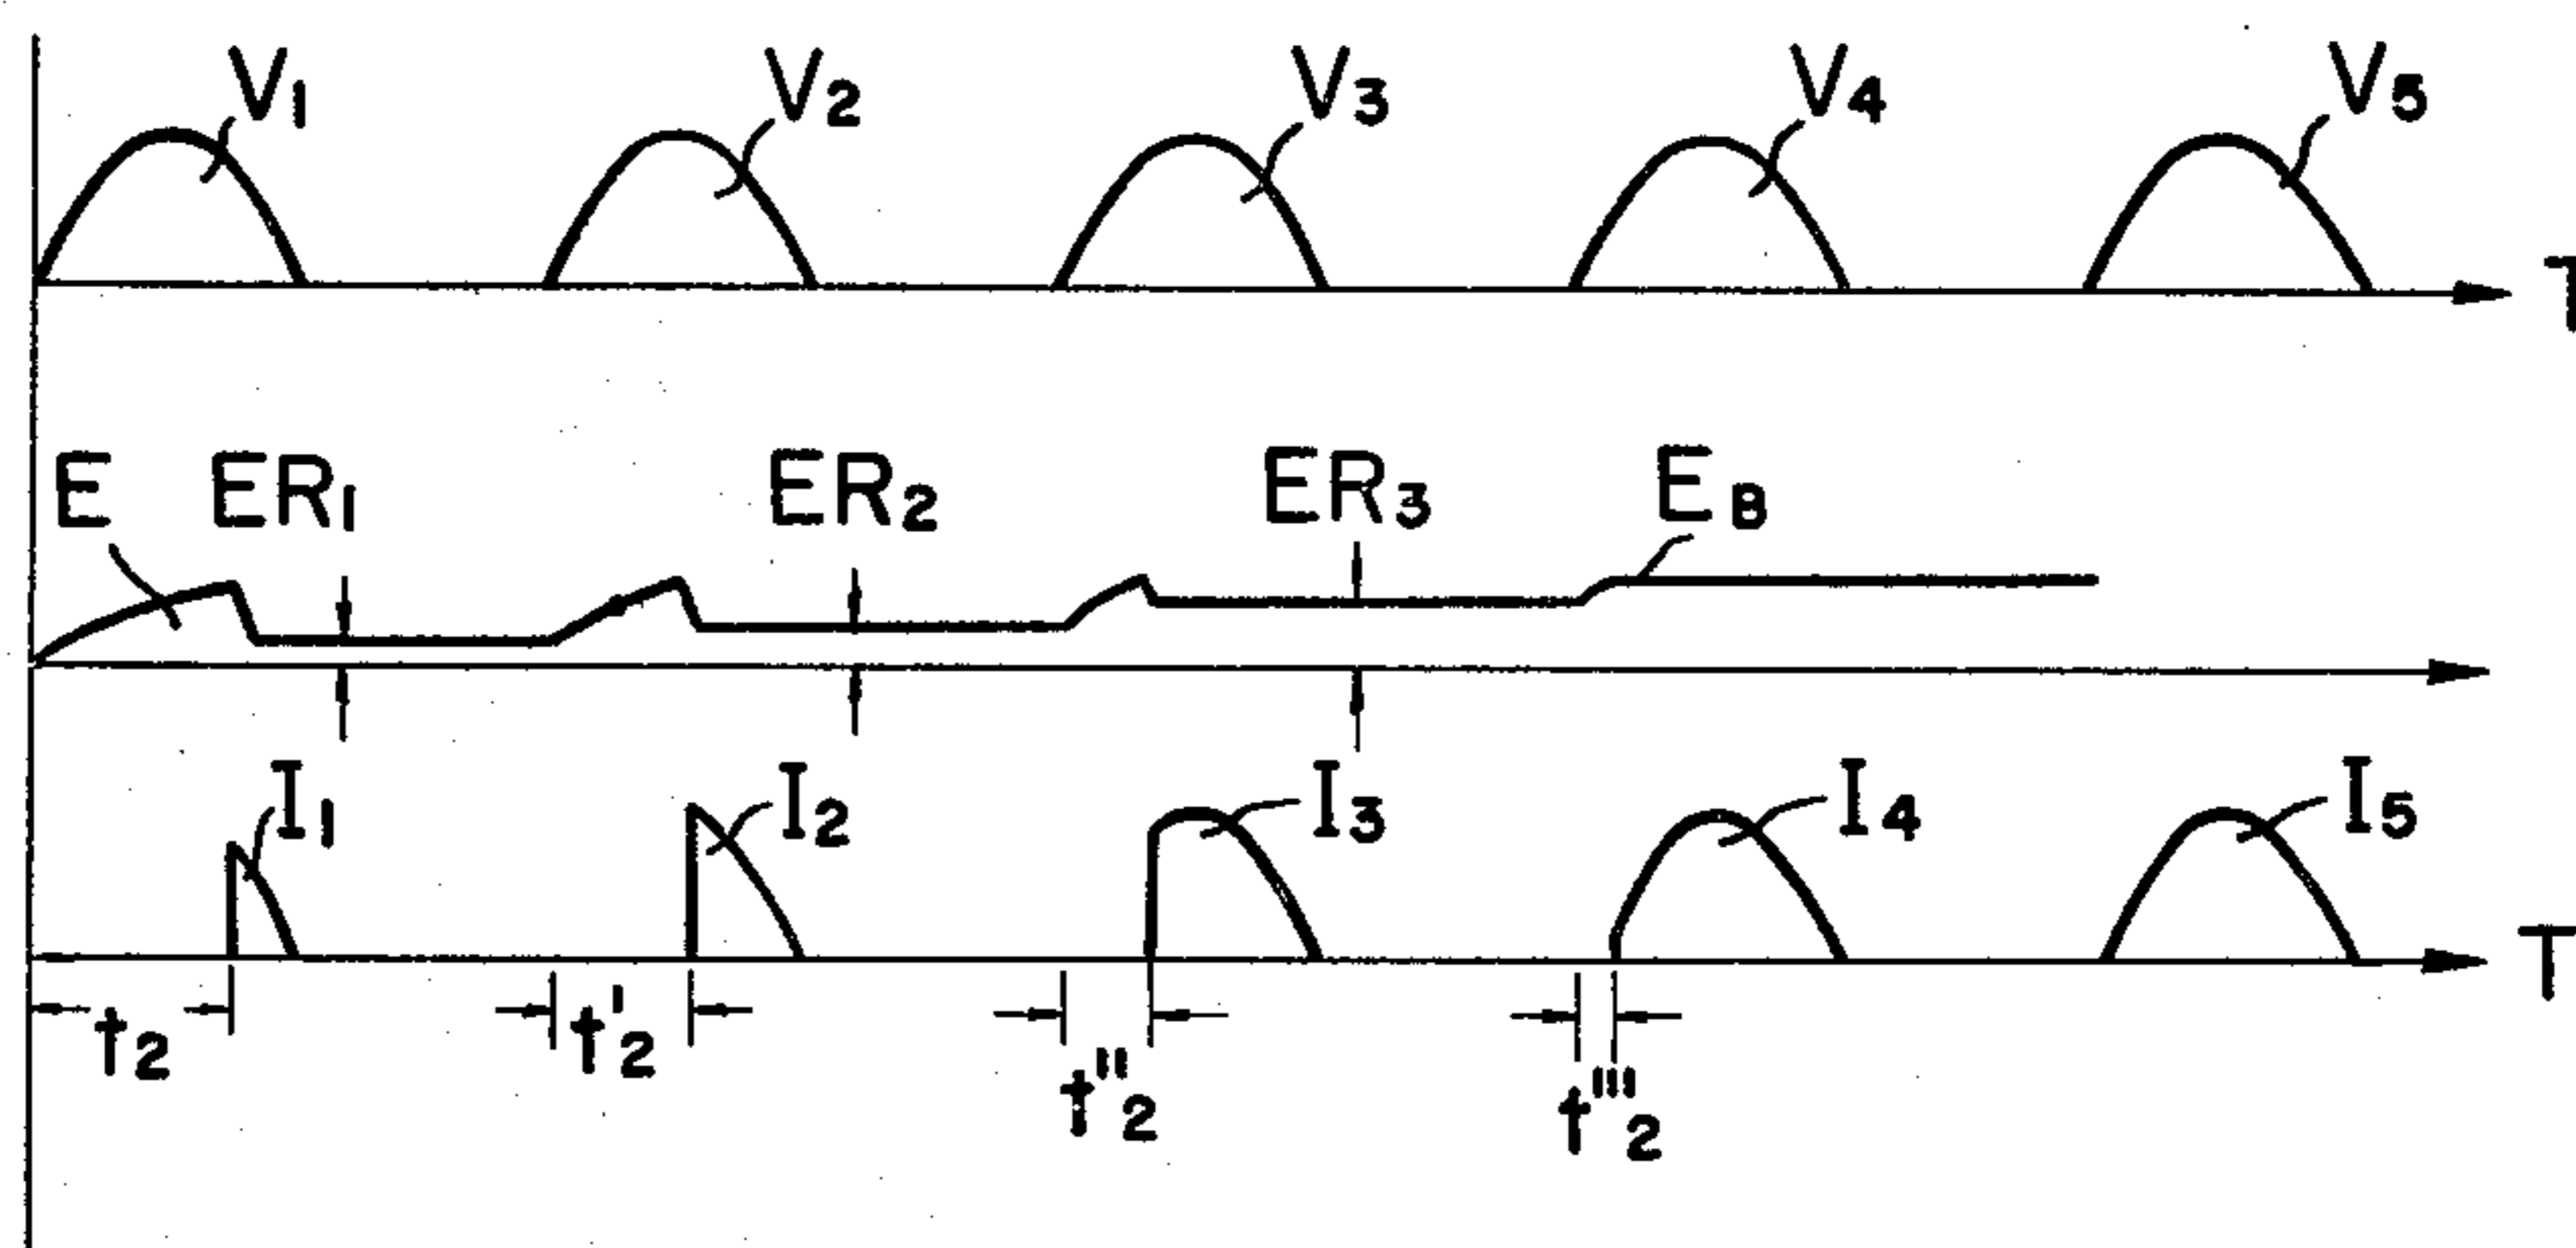 V1 V2 V3 V4 V5
T
E ER1 ER2 ER3 EB
I1 I2 I3 I4 I5
T
t2 t'2 t"2 t'''2